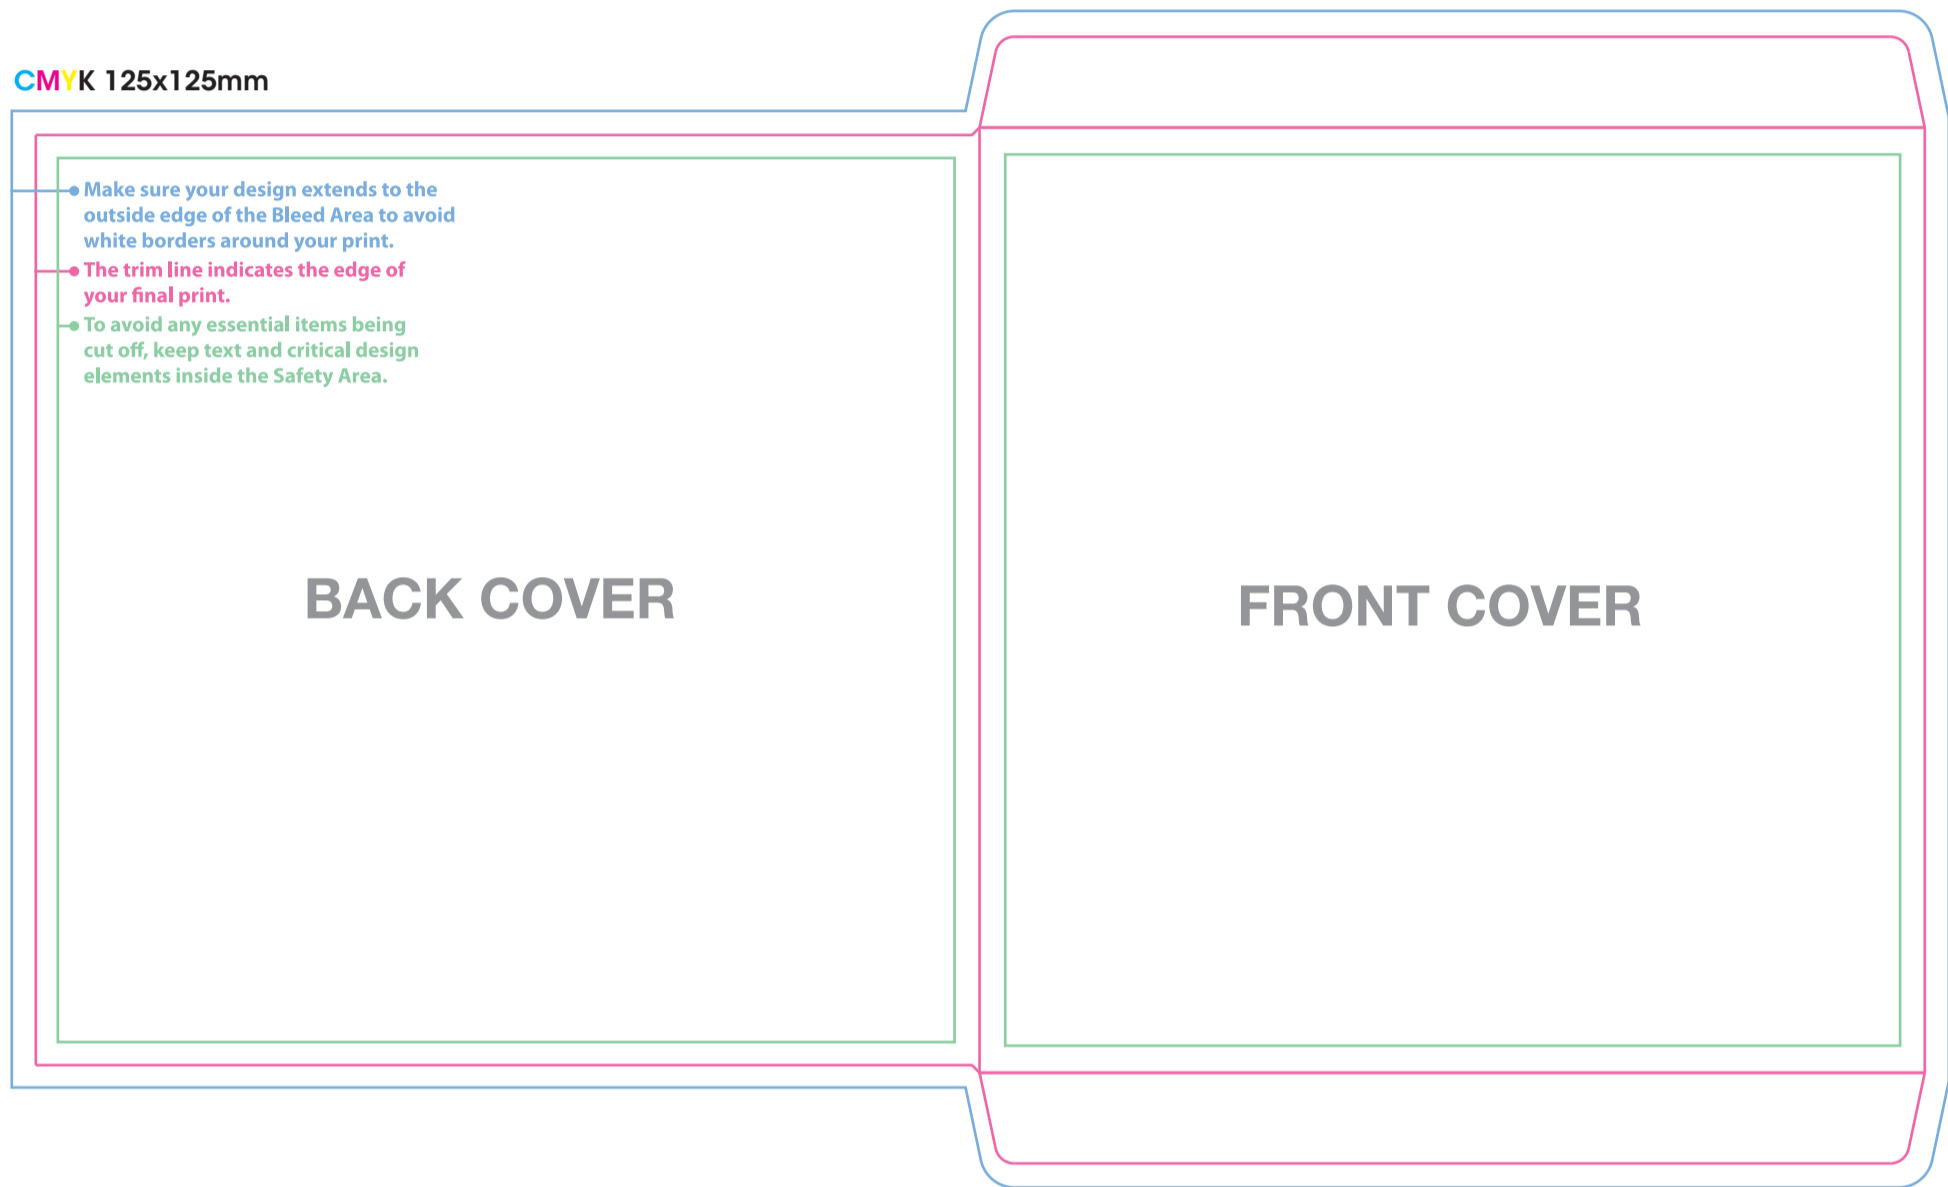 CMYK 125x125mm
Make sure your design extends to the
outside edge of the Bleed Area to avoid
white borders around your print.
The trim line indicates the edge of
your final print.
To avoid any essential items being
cut off, keep text and critical design
elements inside the Safety Area.
BACK COVER
FRONT COVER